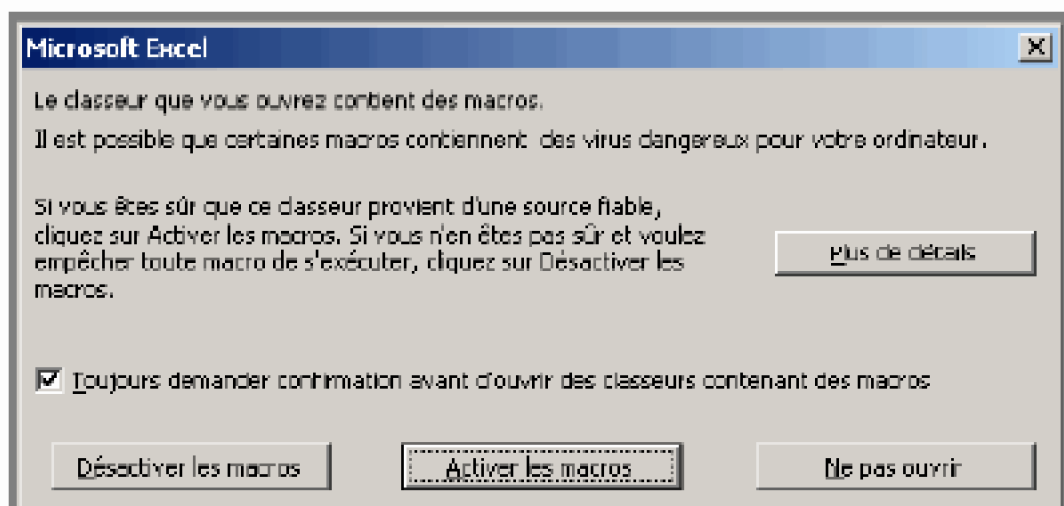 Microsoft Excel
Le classeur que vous ouvrez contient des macros.
Il est possible que certaines macros contiennent des virus dangereux pour votre ordinateur.
Si vous êtes sûr que ce classeur provient d'une source fiable,
cliquez sur Activer les macros. Si vous n'en êtes pas sûr et voulez
empêcher toute macro de s'exécuter, cliquez sur Désactiver les
macros.
Plus de détails
Toujours demander confirmation avant d'ouvrir des classeurs contenant des macros
Désactiver les macros
Activer les macros
Ne pas ouvrir